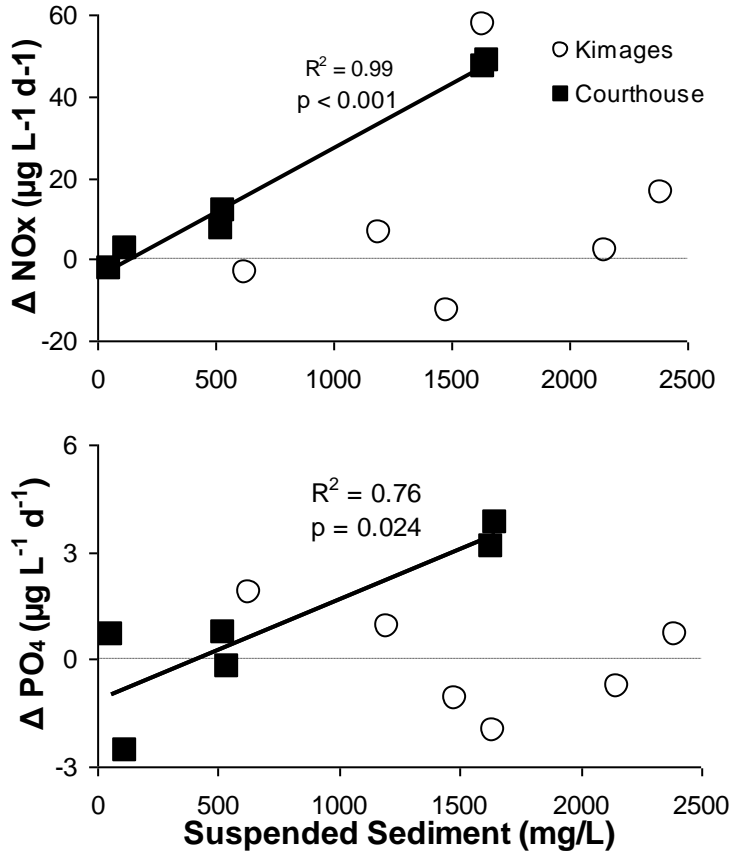 60
40
20
0
-20
Δ NOx (µg L-1 d-1)
R² = 0.99
p < 0.001
Kimages
Courthouse
0 500 1000 1500 2000 2500
6
3
0
-3
Δ PO₄ (µg L⁻¹ d⁻¹)
R² = 0.76
p = 0.024
0 500 1000 1500 2000 2500
Suspended Sediment (mg/L)